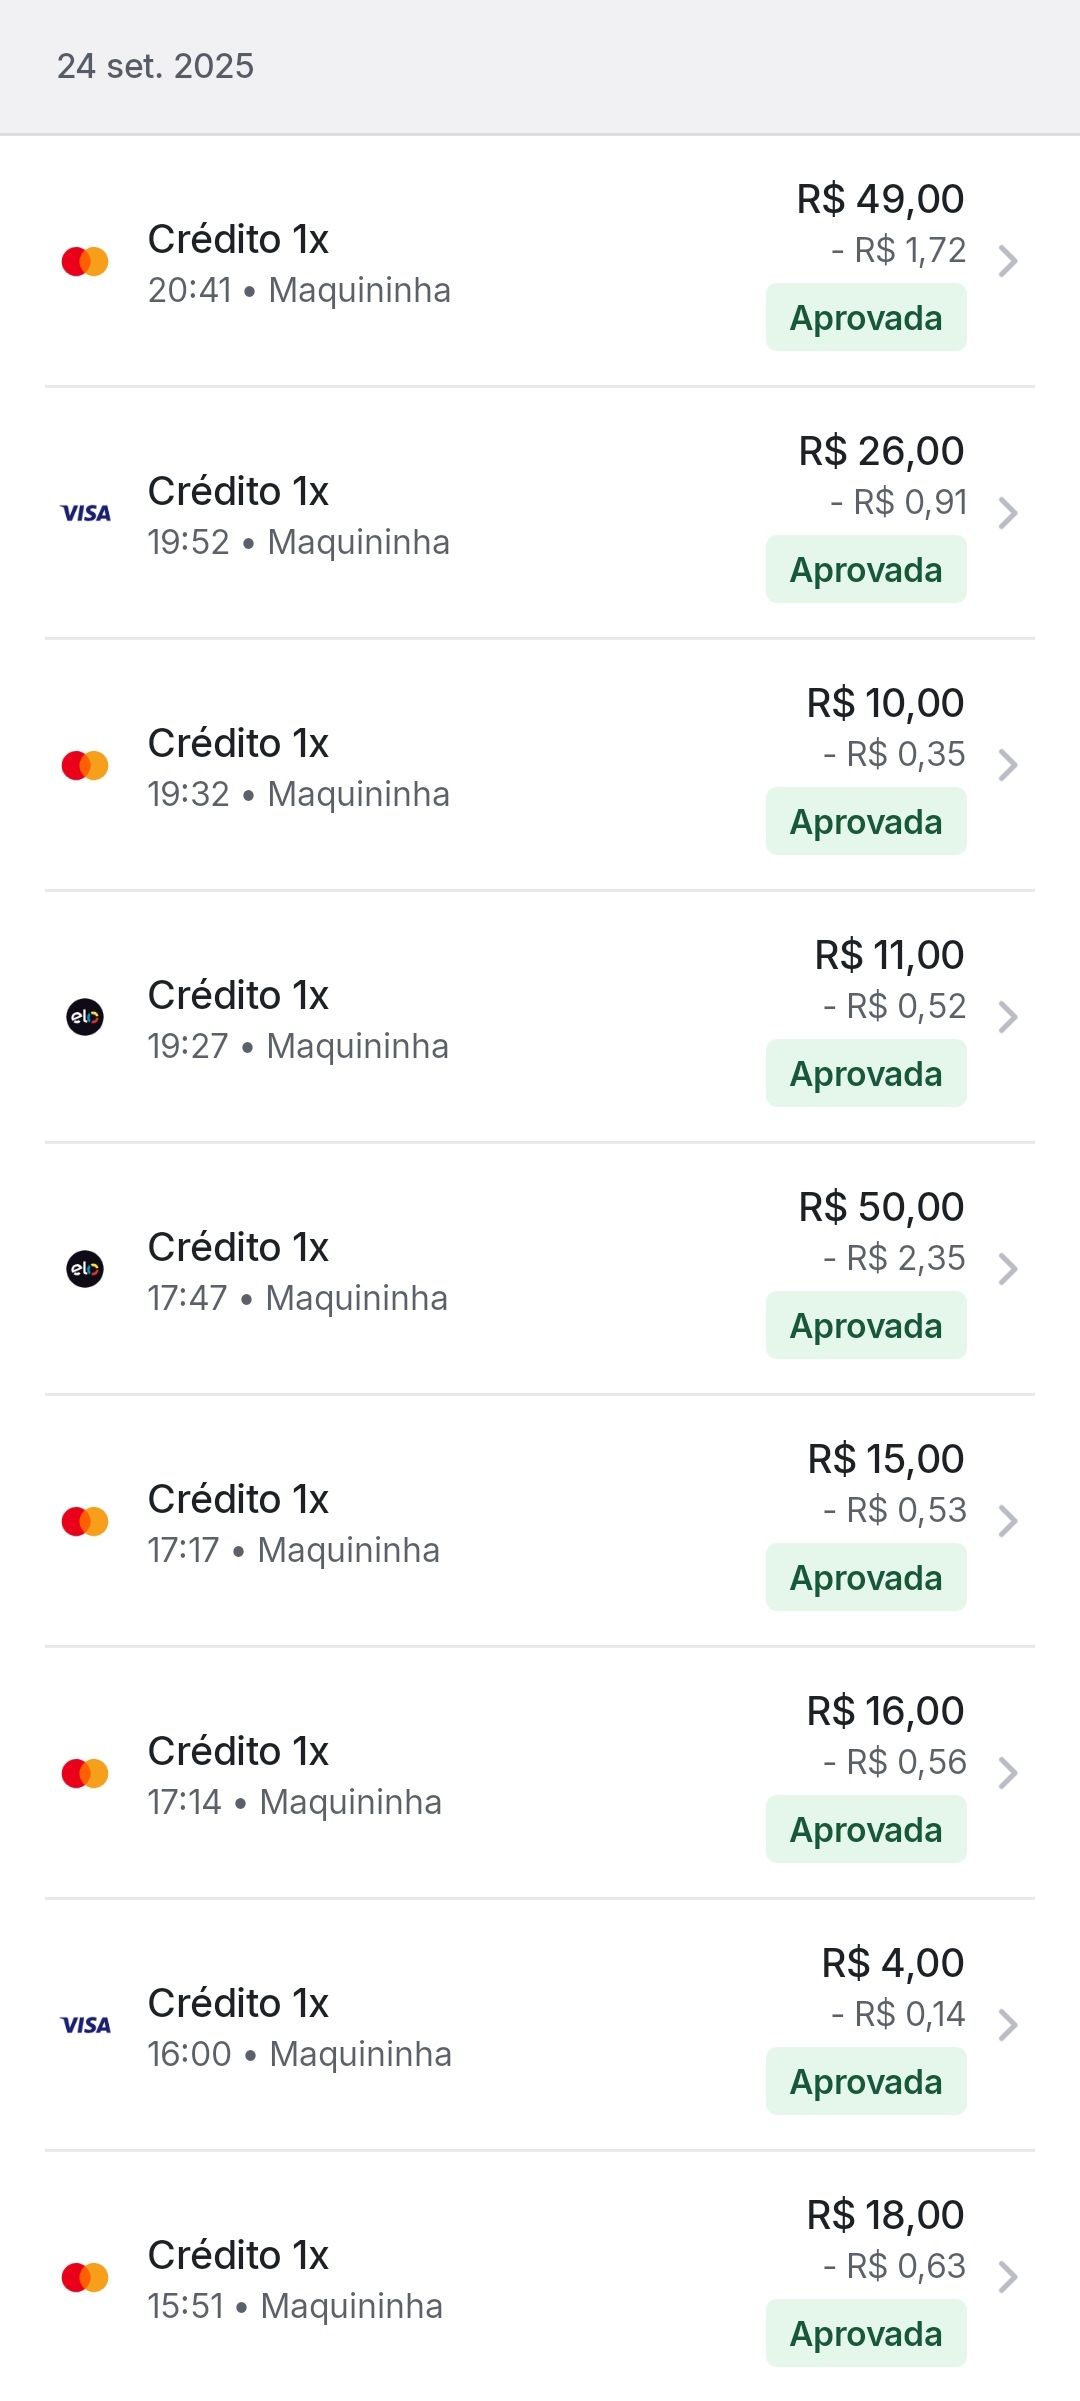 24 set. 2025
R$ 49,00
Crédito 1x
- R$ 1,72
20:41 • Maquininha
Aprovada
R$ 26,00
VISA
Crédito 1x
- R$ 0,91
19:52 • Maquininha
Aprovada
R$ 10,00
Crédito 1x
- R$ 0,35
19:32 • Maquininha
Aprovada
R$ 11,00
elo
Crédito 1x
- R$ 0,52
19:27 • Maquininha
Aprovada
R$ 50,00
elo
Crédito 1x
- R$ 2,35
17:47 • Maquininha
Aprovada
R$ 15,00
Crédito 1x
- R$ 0,53
17:17 • Maquininha
Aprovada
R$ 16,00
Crédito 1x
- R$ 0,56
17:14 • Maquininha
Aprovada
R$ 4,00
VISA
Crédito 1x
- R$ 0,14
16:00 • Maquininha
Aprovada
R$ 18,00
Crédito 1x
- R$ 0,63
15:51 • Maquininha
Aprovada